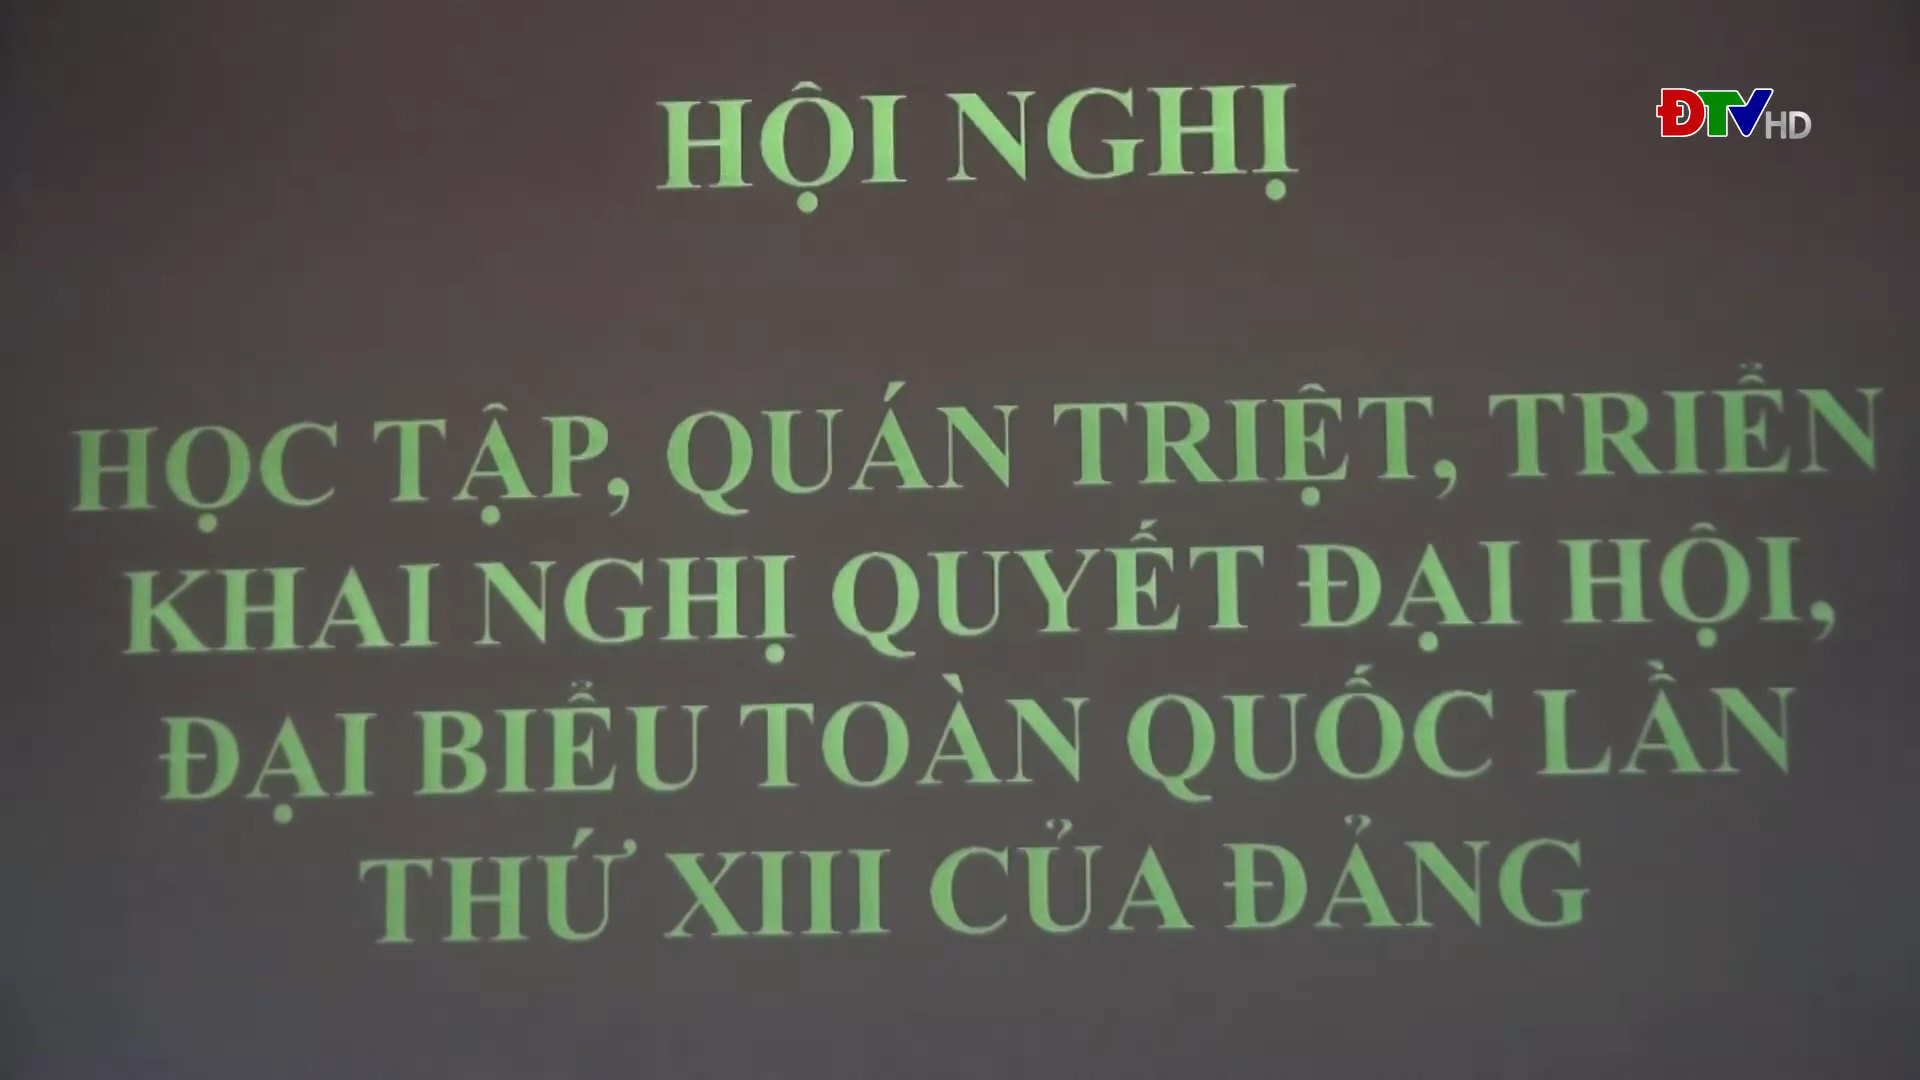 HỘI NGHỊ
ĐTV HD
HỌC TẬP, QUÁN TRIỆT, TRIỂN
KHAI NGHỊ QUYẾT ĐẠI HỘI,
ĐẠI BIỂU TOÀN QUỐC LẦN
THỨ XIII CỦA ĐẢNG